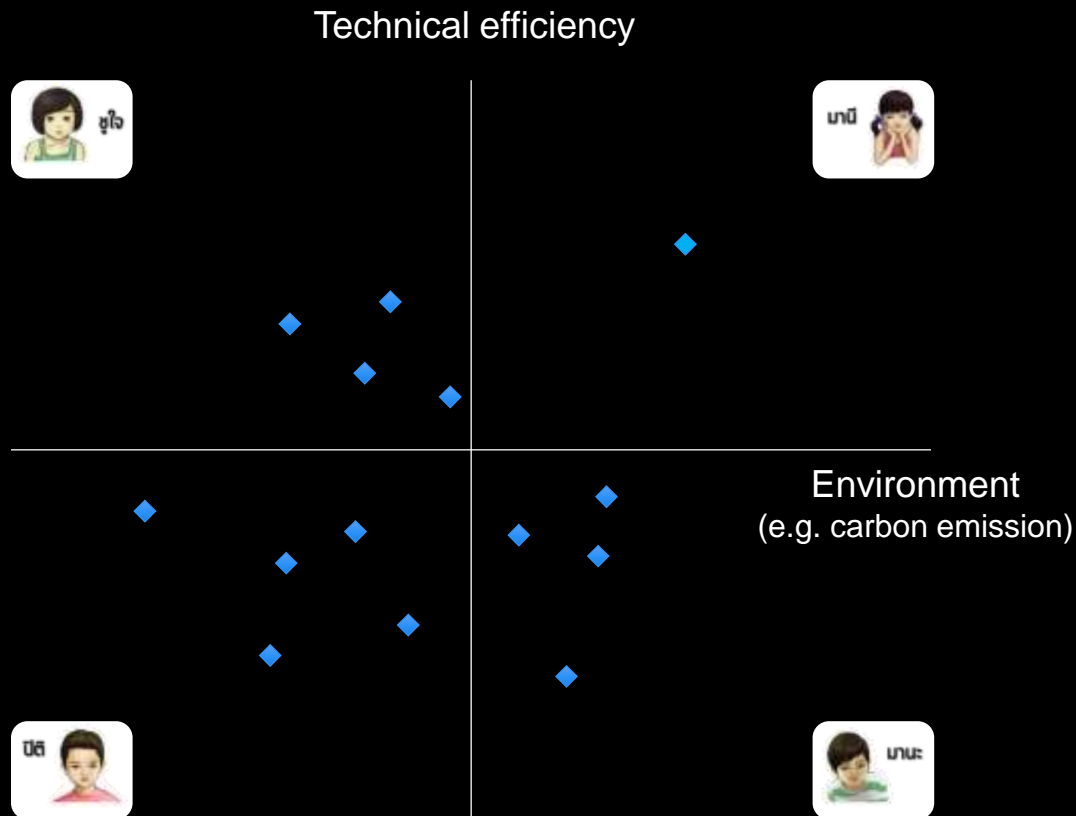 Technical efficiency
ชูใจ
มานี
Environment
(e.g. carbon emission)
ปิติ
มานะ